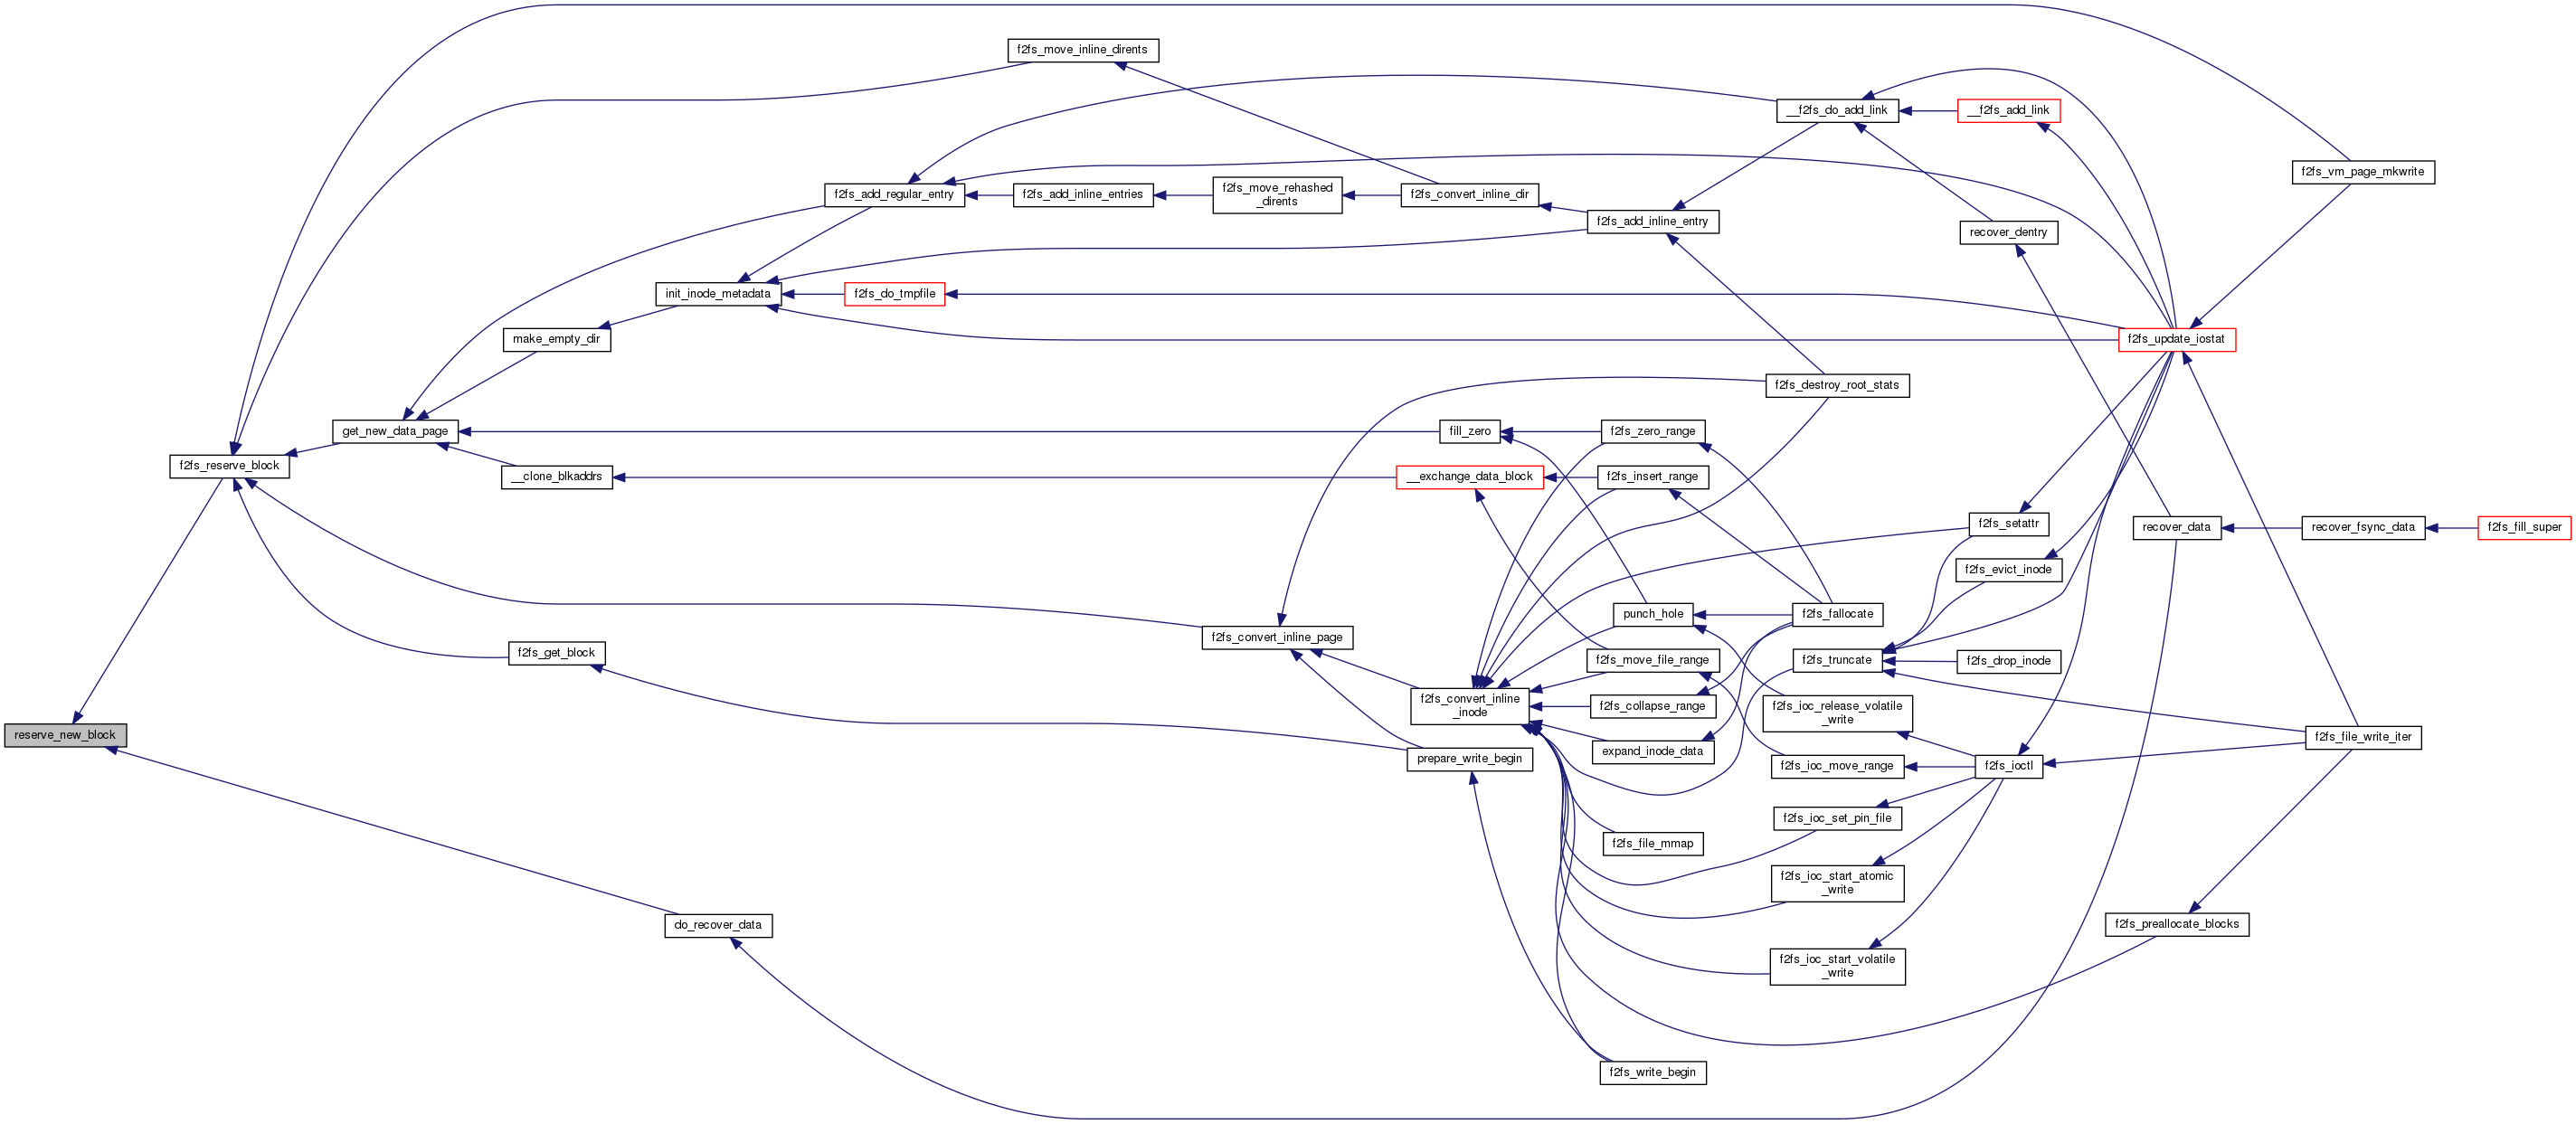 f2fs_move_inline_dirents
__f2fs_do_add_link
__f2fs_add_link
f2fs_vm_page_mkwrite
f2fs_add_regular_entry
f2fs_add_inline_entries
f2fs_move_rehashed
_dirents
f2fs_convert_inline_dir
f2fs_add_inline_entry
recover_dentry
init_inode_metadata
f2fs_do_tmpfile
make_empty_dir
f2fs_update_iostat
f2fs_destroy_root_stats
get_new_data_page
fill_zero
f2fs_zero_range
f2fs_reserve_block
__clone_blkaddrs
__exchange_data_block
f2fs_insert_range
f2fs_setattr
recover_data
recover_fsync_data
f2fs_fill_super
f2fs_evict_inode
punch_hole
f2fs_fallocate
f2fs_convert_inline_page
f2fs_get_block
f2fs_move_file_range
f2fs_truncate
f2fs_drop_inode
f2fs_convert_inline
_inode
f2fs_collapse_range
f2fs_ioc_release_volatile
_write
reserve_new_block
f2fs_file_write_iter
expand_inode_data
prepare_write_begin
f2fs_ioc_move_range
f2fs_ioctl
f2fs_ioc_set_pin_file
f2fs_file_mmap
f2fs_ioc_start_atomic
_write
do_recover_data
f2fs_preallocate_blocks
f2fs_ioc_start_volatile
_write
f2fs_write_begin